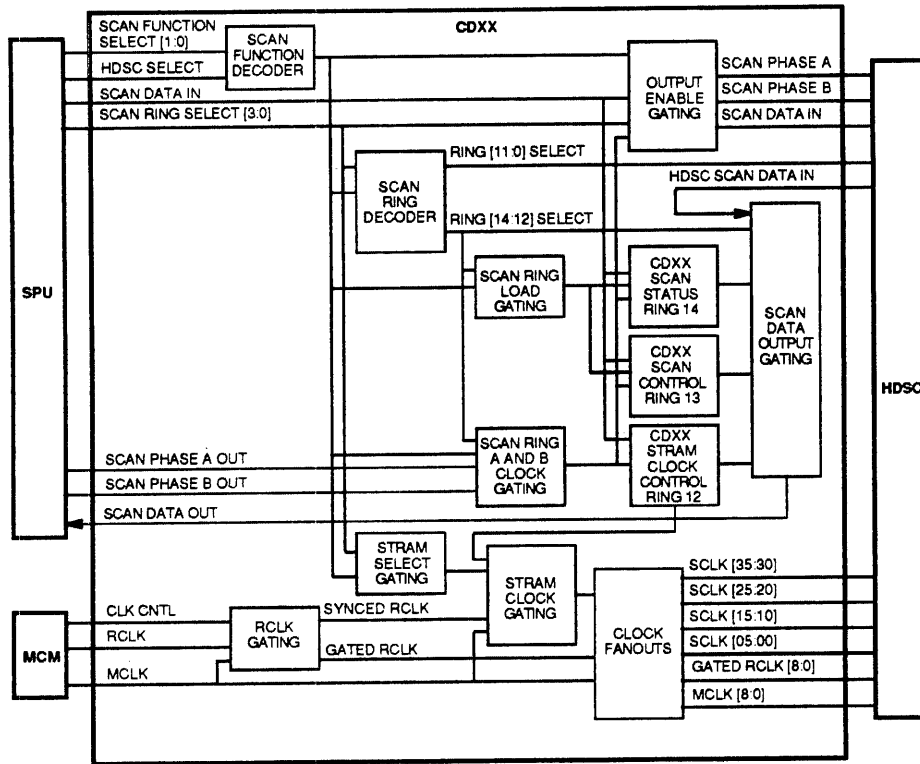 CDXX
SCAN FUNCTION
SELECT [1:0]
HDSC SELECT
SCAN DATA IN
SCAN RING SELECT [3:0]
SCAN
FUNCTION
DECODER
OUTPUT
ENABLE
GATING
SCAN PHASE A
SCAN PHASE B
SCAN DATA IN
SCAN
RING
DECODER
RING [11:0] SELECT
HDSC SCAN DATA IN
RING [14:12] SELECT
SPU
SCAN RING
LOAD
GATING
CDXX
SCAN
STATUS
RING 14
SCAN
DATA
OUTPUT
GATING
HDSC
CDXX
SCAN
CONTROL
RING 13
SCAN RING
A AND B
CLOCK
GATING
CDXX
STRAM
CLOCK
CONTROL
RING 12
SCAN PHASE A OUT
SCAN PHASE B OUT
SCAN DATA OUT
STRAM
SELECT
GATING
STRAM
CLOCK
GATING
CLOCK
FANOUTS
SCLK [35:30]
SCLK [25:20]
SCLK [15:10]
SCLK [05:00]
GATED RCLK [8:0]
MCLK [8:0]
MCM
CLK CNTL
RCLK
MCLK
RCLK
GATING
SYNCED RCLK
GATED RCLK